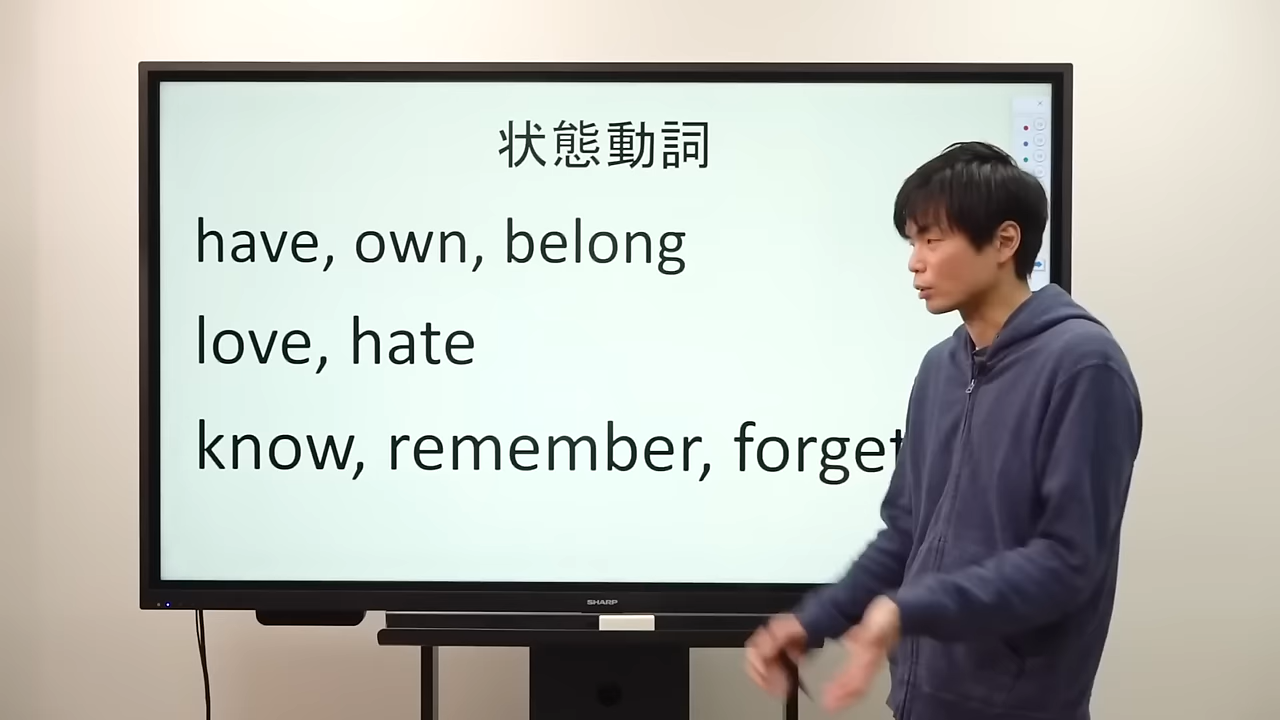 状態動詞
have, own, belong
love, hate
know, remember, forget
SHARP